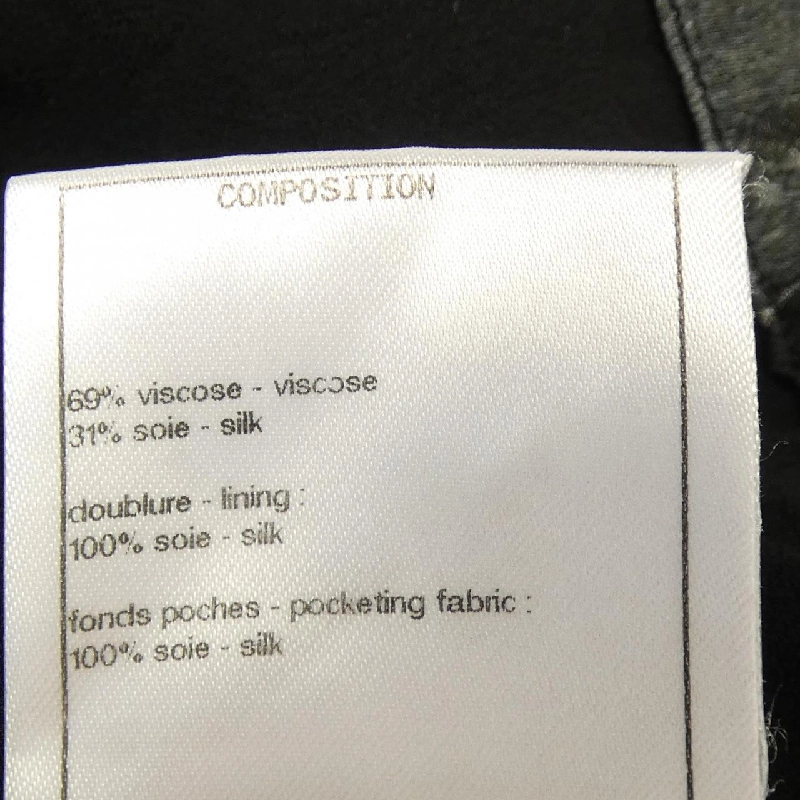 COMPOSITION
69% viscose - viscose
31% soie - silk
doublure - lining :
100% soie - silk
fonds poches - pocketing fabric :
100% soie - silk